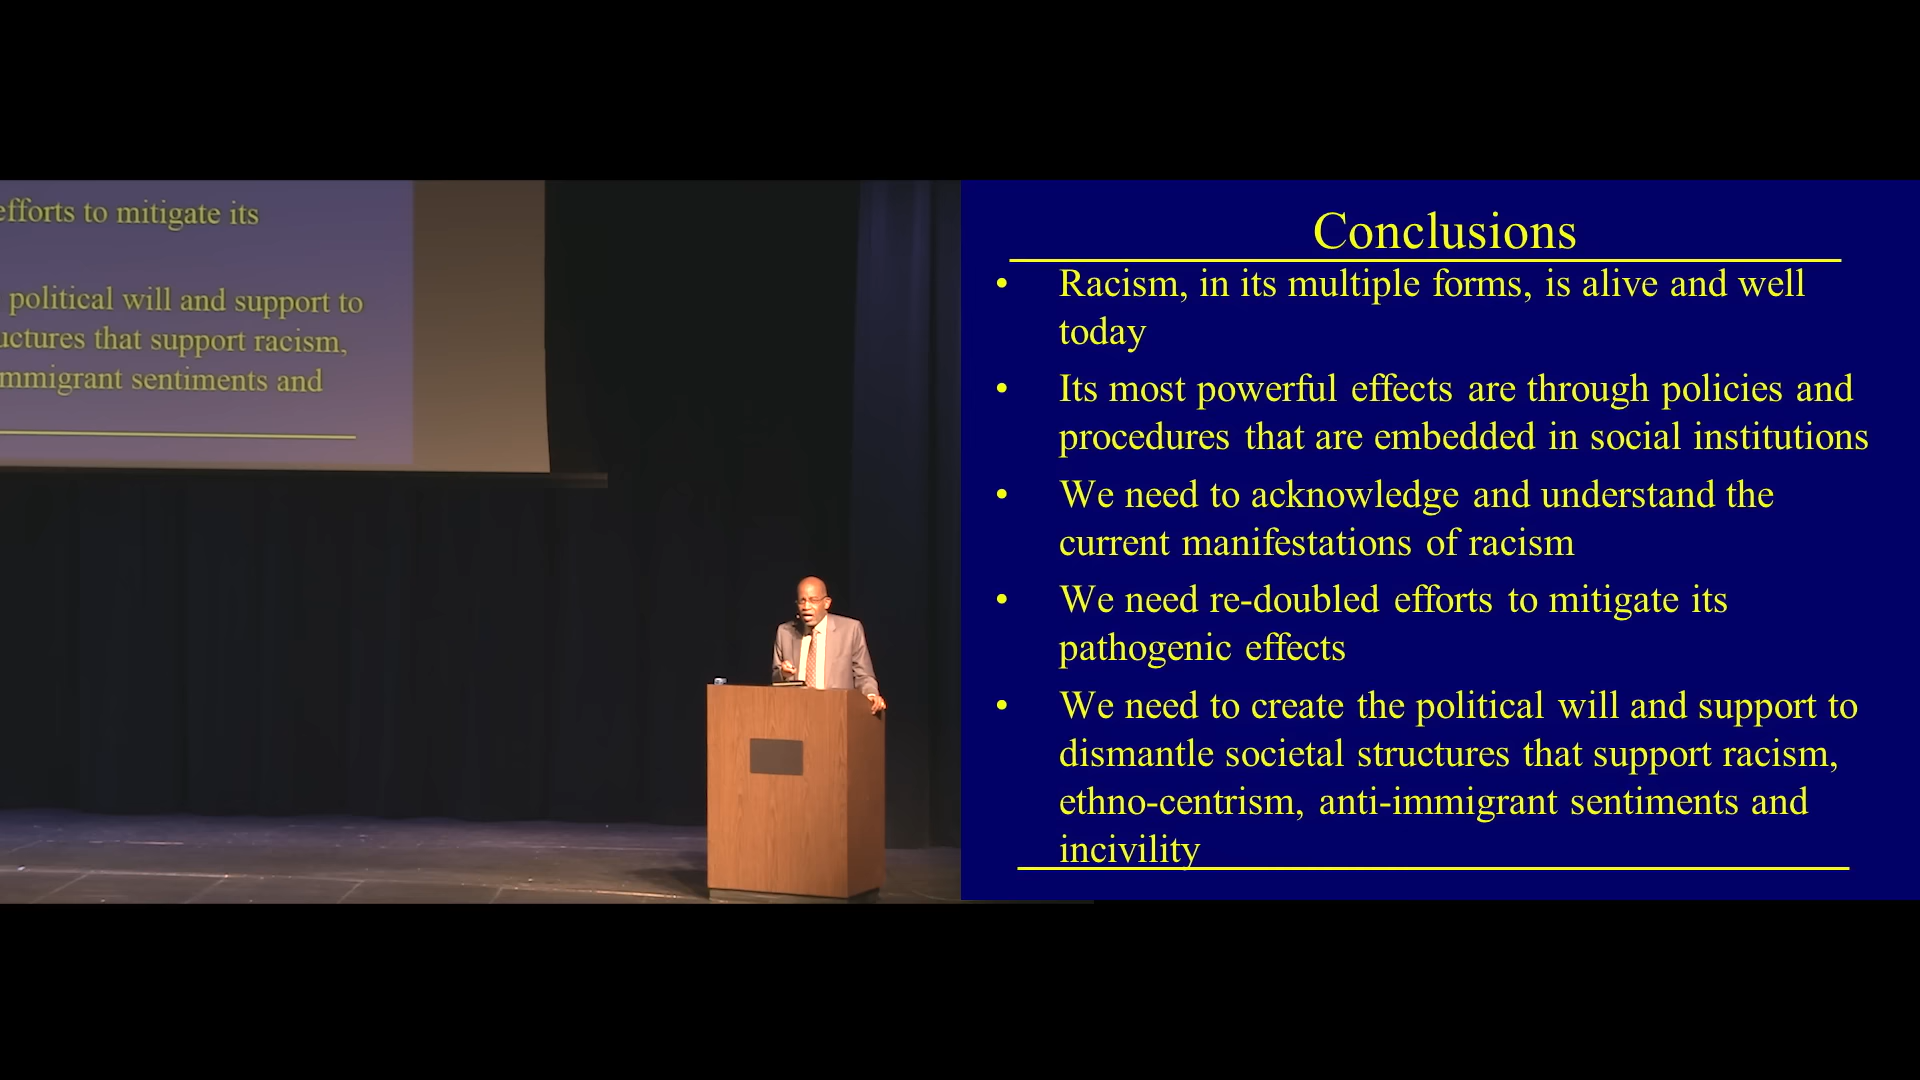 efforts to mitigate its
political will and support to
uctures that support racism,
mmigrant sentiments and
Conclusions
• Racism, in its multiple forms, is alive and well
today
• Its most powerful effects are through policies and
procedures that are embedded in social institutions
• We need to acknowledge and understand the
current manifestations of racism
• We need re-doubled efforts to mitigate its
pathogenic effects
• We need to create the political will and support to
dismantle societal structures that support racism,
ethno-centrism, anti-immigrant sentiments and
incivility